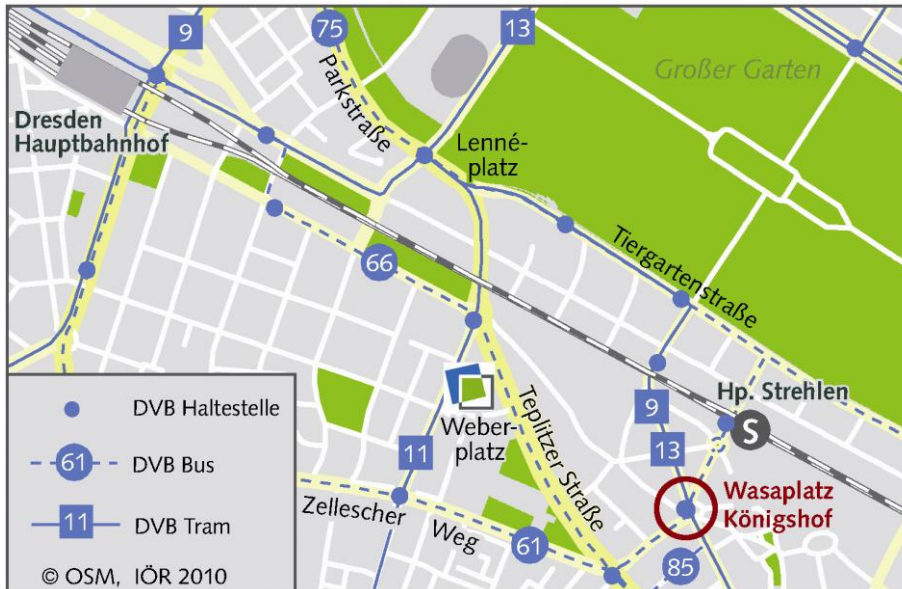 9
75
13
Großer Garten
Parkstraße
Dresden
Hauptbahnhof
Lenné-
platz
66
Tiergartenstraße
Hp. Strehlen
S
9
13
Weber-
platz
11
Teplitzer Straße
Wasaplatz
Königshof
Zellescher
Weg
61
85
DVB Haltestelle
61 DVB Bus
11 DVB Tram
© OSM, IÖR 2010